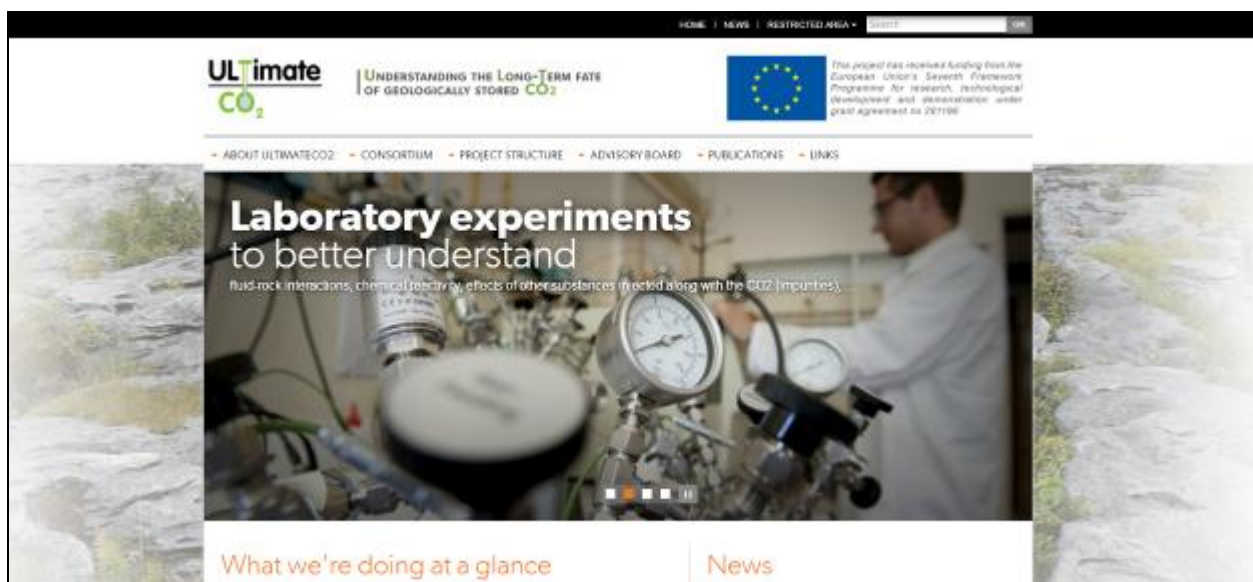 HOME | NEWS | RESTRICTED AREA
Search
ULTimate
CO2
UNDERSTANDING THE LONG-TERM FATE
OF GEOLOGICALLY STORED CO2
This project has received funding from the
European Union's Seventh Framework
Programme for research, technological
development and demonstration under
grant agreement no 281196
ABOUT ULTIMATECO2 CONSORTIUM PROJECT STRUCTURE ADVISORY BOARD PUBLICATIONS LINKS
Laboratory experiments
to better understand
fluid-rock interactions, chemical reactivity, effects of other substances injected along with the CO2 (impurities),
What we're doing at a glance
News